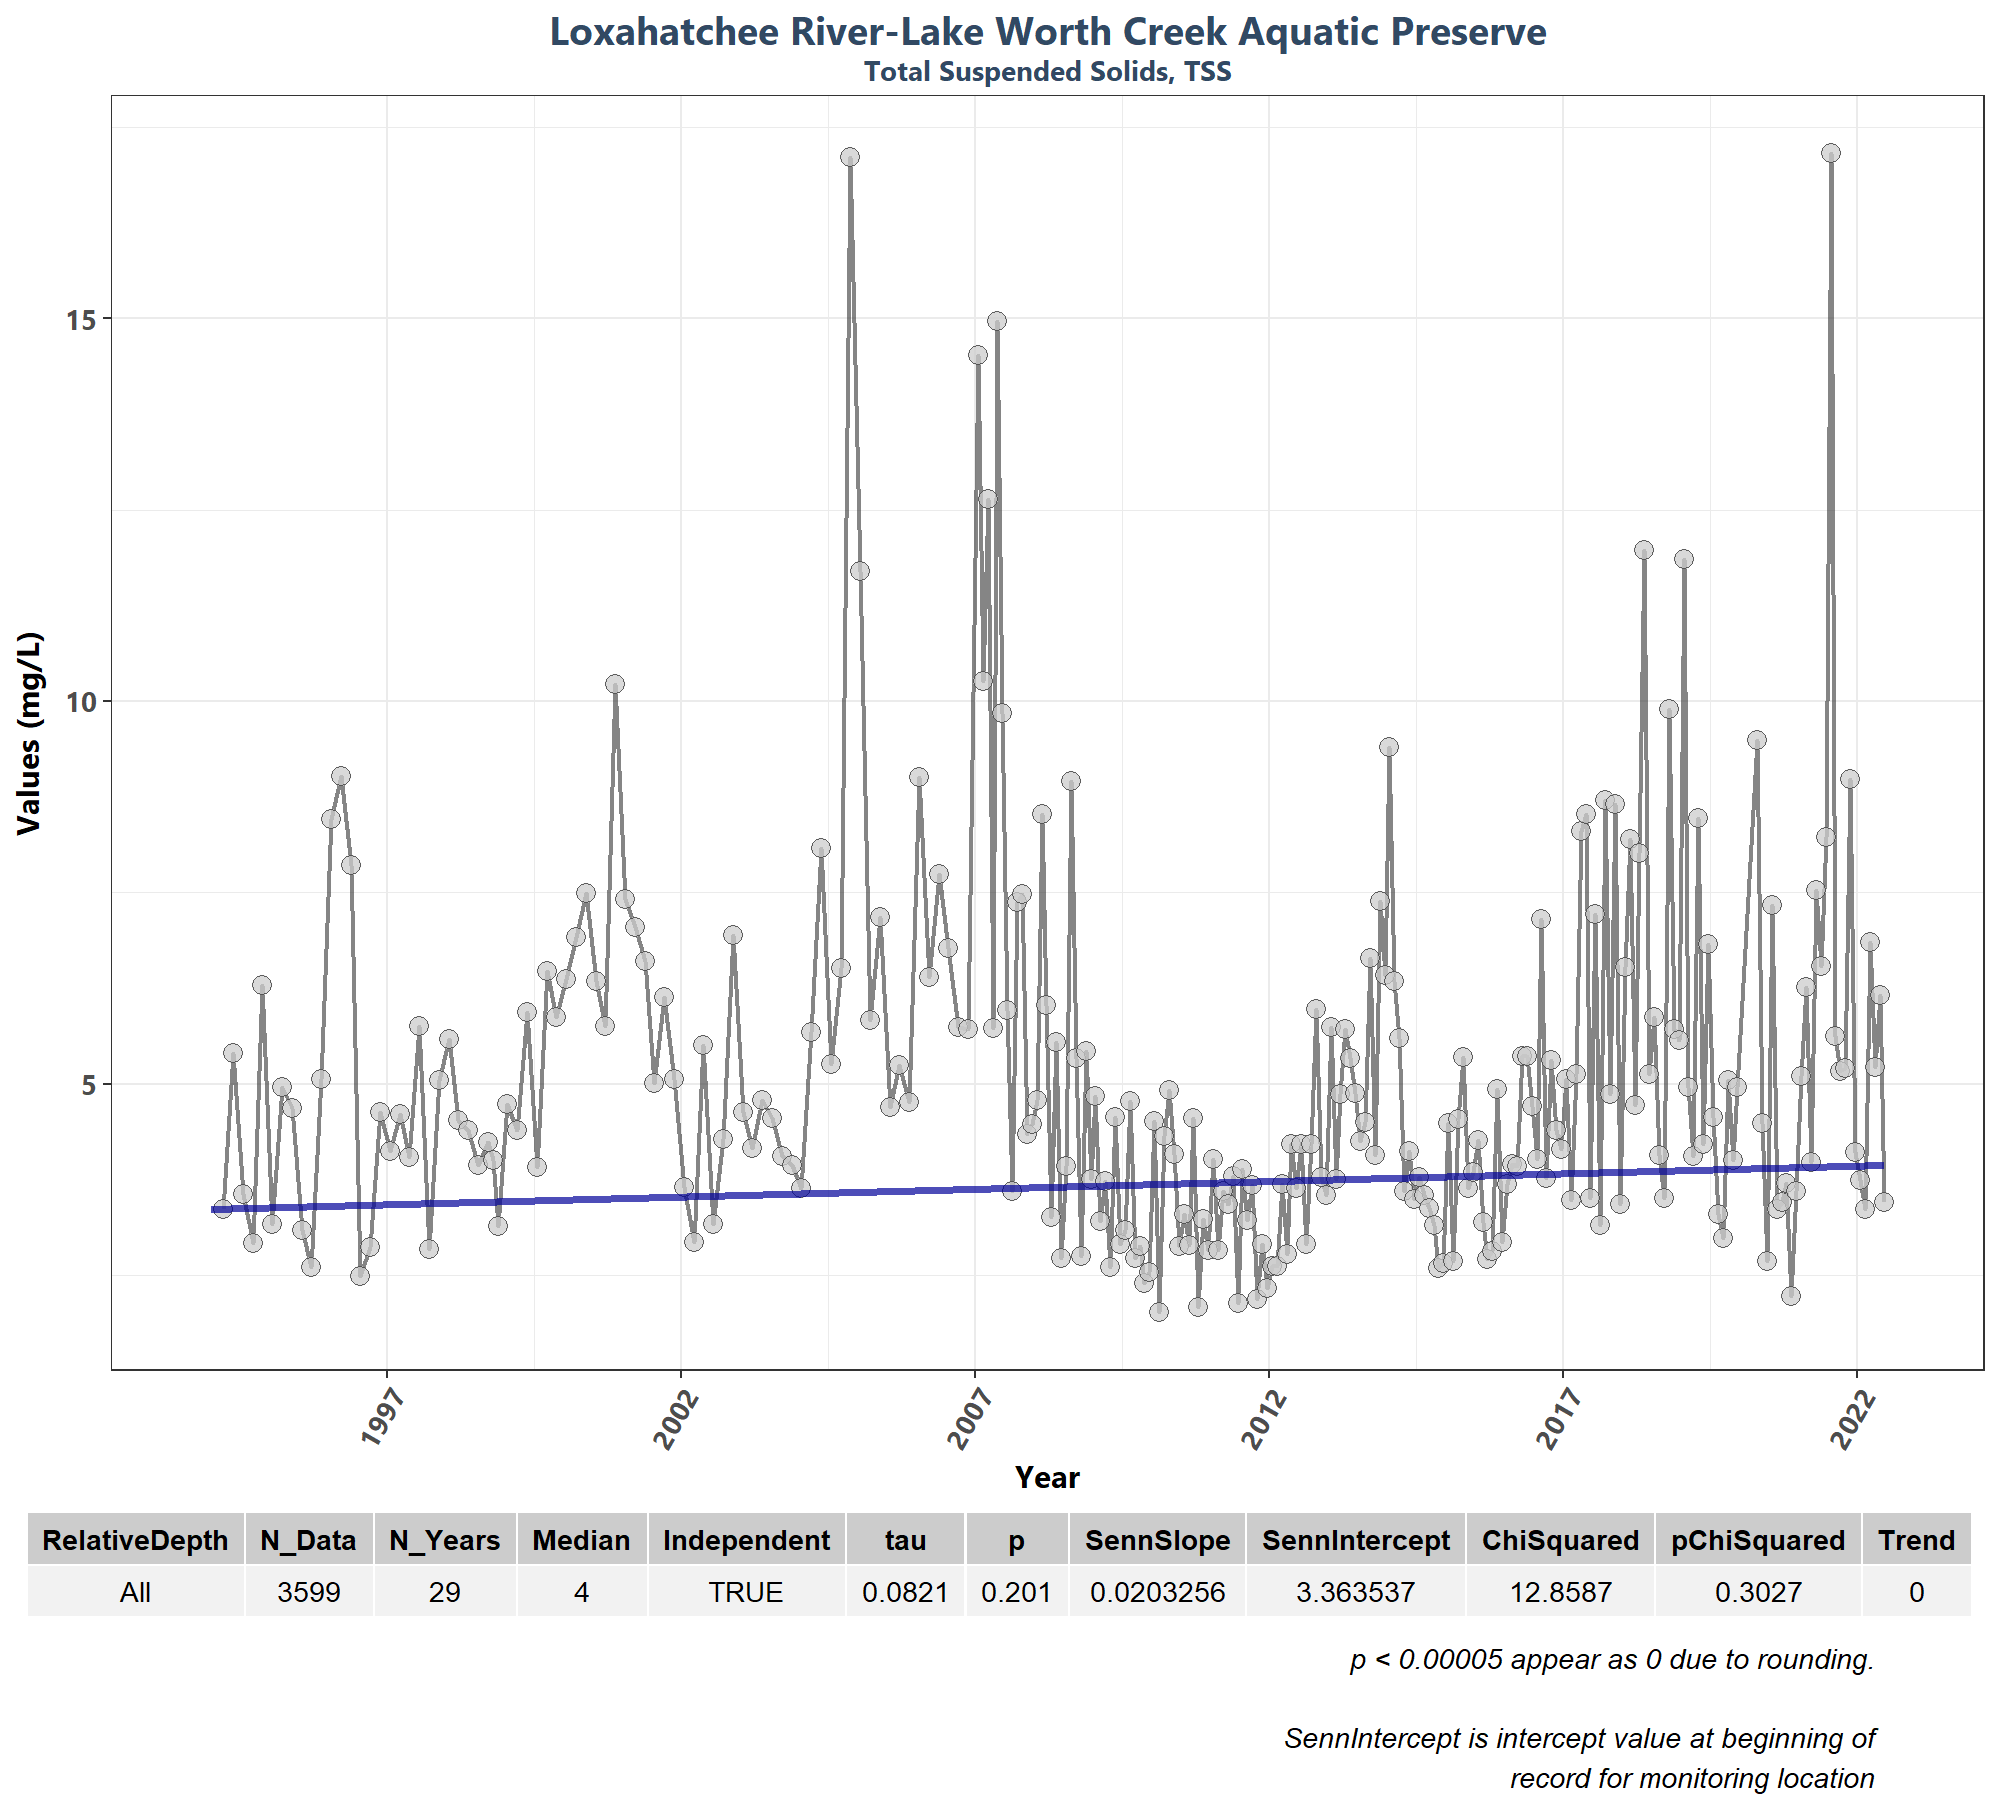 Loxahatchee River-Lake Worth Creek Aquatic Preserve
Total Suspended Solids, TSS
Values (mg/L)
15
10
5
1997 2002 2007 2012 2017 2022
Year
RelativeDepth N_Data N_Years Median Independent tau p SennSlope SennIntercept ChiSquared pChiSquared Trend
All 3599 29 4 TRUE 0.0821 0.201 0.0203256 3.363537 12.8587 0.3027 0
p < 0.00005 appear as 0 due to rounding.
SennIntercept is intercept value at beginning of
record for monitoring location